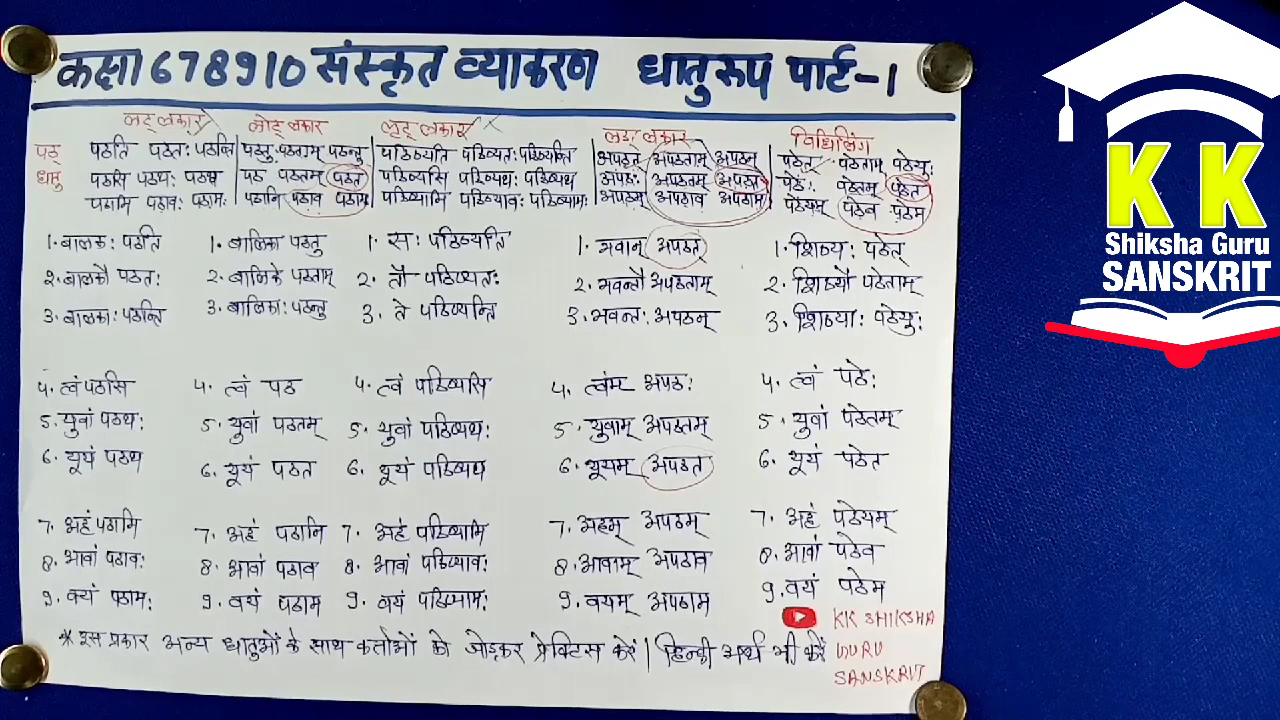 कक्षा 6 7 8 9 10 संस्कृत व्याकरण धातु रूप पार्ट-1
लट् लकार लोट् लकार लृट् लकार लङ् लकार विधिलिंग
पठ् पठति पठतः पठन्ति पठतु पठताम् पठन्तु पठिष्यति पठिष्यतः पठिष्यन्ति अपठत् अपठताम् अपठन् पठेत् पठेताम् पठेयुः
धातु पठसि पठथः पठथ पठ पठतम् पठत पठिष्यसि पठिष्यथः पठिष्यथ अपठः अपठतम् अपठत पठेः पठेतम् पठेत
पठामि पठावः पठामः पठानि पठाव पठाम पठिष्यामि पठिष्यावः पठिष्यामः अपठम् अपठाव अपठाम पठेयम् पठेव पठेम
1. बालकः पठति 1. बालिका पठतु 1. सः पठिष्यति 1. भवान् अपठत् 1. शिष्यः पठेत्
२. बालकौ पठतः २. बालिके पठताम् २. तौ पठिष्यतः २. भवन्तौ अपठताम् २. शिष्यौ पठेताम्
3. बालकाः पठन्ति 3. बालिकाः पठन्तु 3. ते पठिष्यन्ति 3. भवन्तः अपठन् 3. शिष्याः पठेयुः
५. त्वं पठसि ५. त्वं पठ ५. त्वं पठिष्यसि ५. त्वम् अपठः ५. त्वं पठेः
5. युवां पठथः 5. युवां पठतम् 5. युवां पठिष्यथः 5. युवाम् अपठतम् 5. युवां पठेतम्
6. यूयं पठथ 6. यूयं पठत 6. यूयं पठिष्यथ 6. यूयम् अपठत 6. यूयं पठेत
7. अहं पठामि 7. अहं पठानि 7. अहं पठिष्यामि 7. अहम् अपठम् 7. अहं पठेयम्
8. आवां पठावः 8. आवां पठाव 8. आवां पठिष्यावः 8. आवाम् अपठाव 8. आवां पठेव
9. वयं पठामः 9. वयं पठाम 9. वयं पठिष्यामः 9. वयम् अपठाम 9. वयं पठेम
* इस प्रकार अन्य धातुओं के साथ कर्त्ताओं को जोड़कर प्रेक्टिस करें | हिन्दी अर्थ भी करें
KK SHIKSHA
GURU
SANSKRIT
K K
Shiksha Guru
SANSKRIT